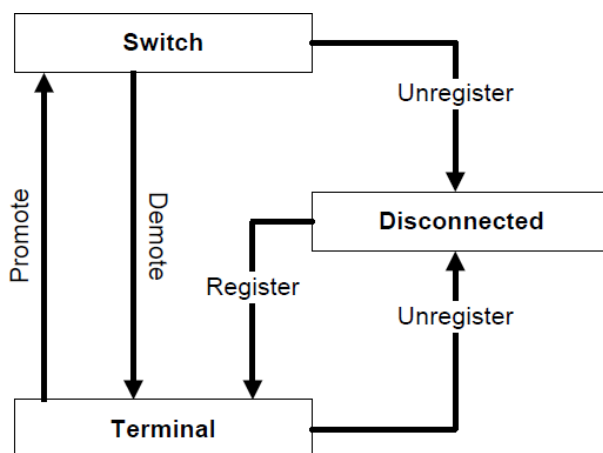 Switch
Unregister
Promote
Demote
Disconnected
Register
Unregister
Terminal